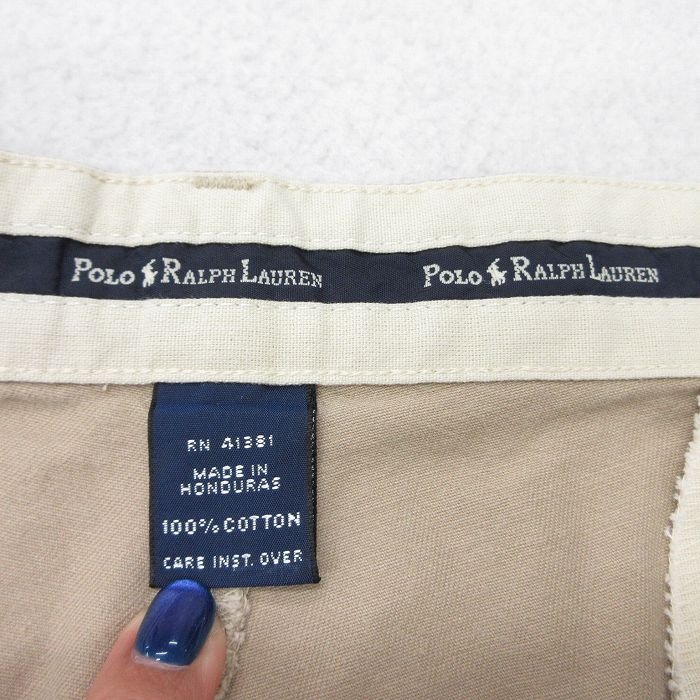 POLO RALPH LAUREN POLO RALPH LAUREN
RN 41381
MADE IN
HONDURAS
100% COTTON
CARE INST. OVER